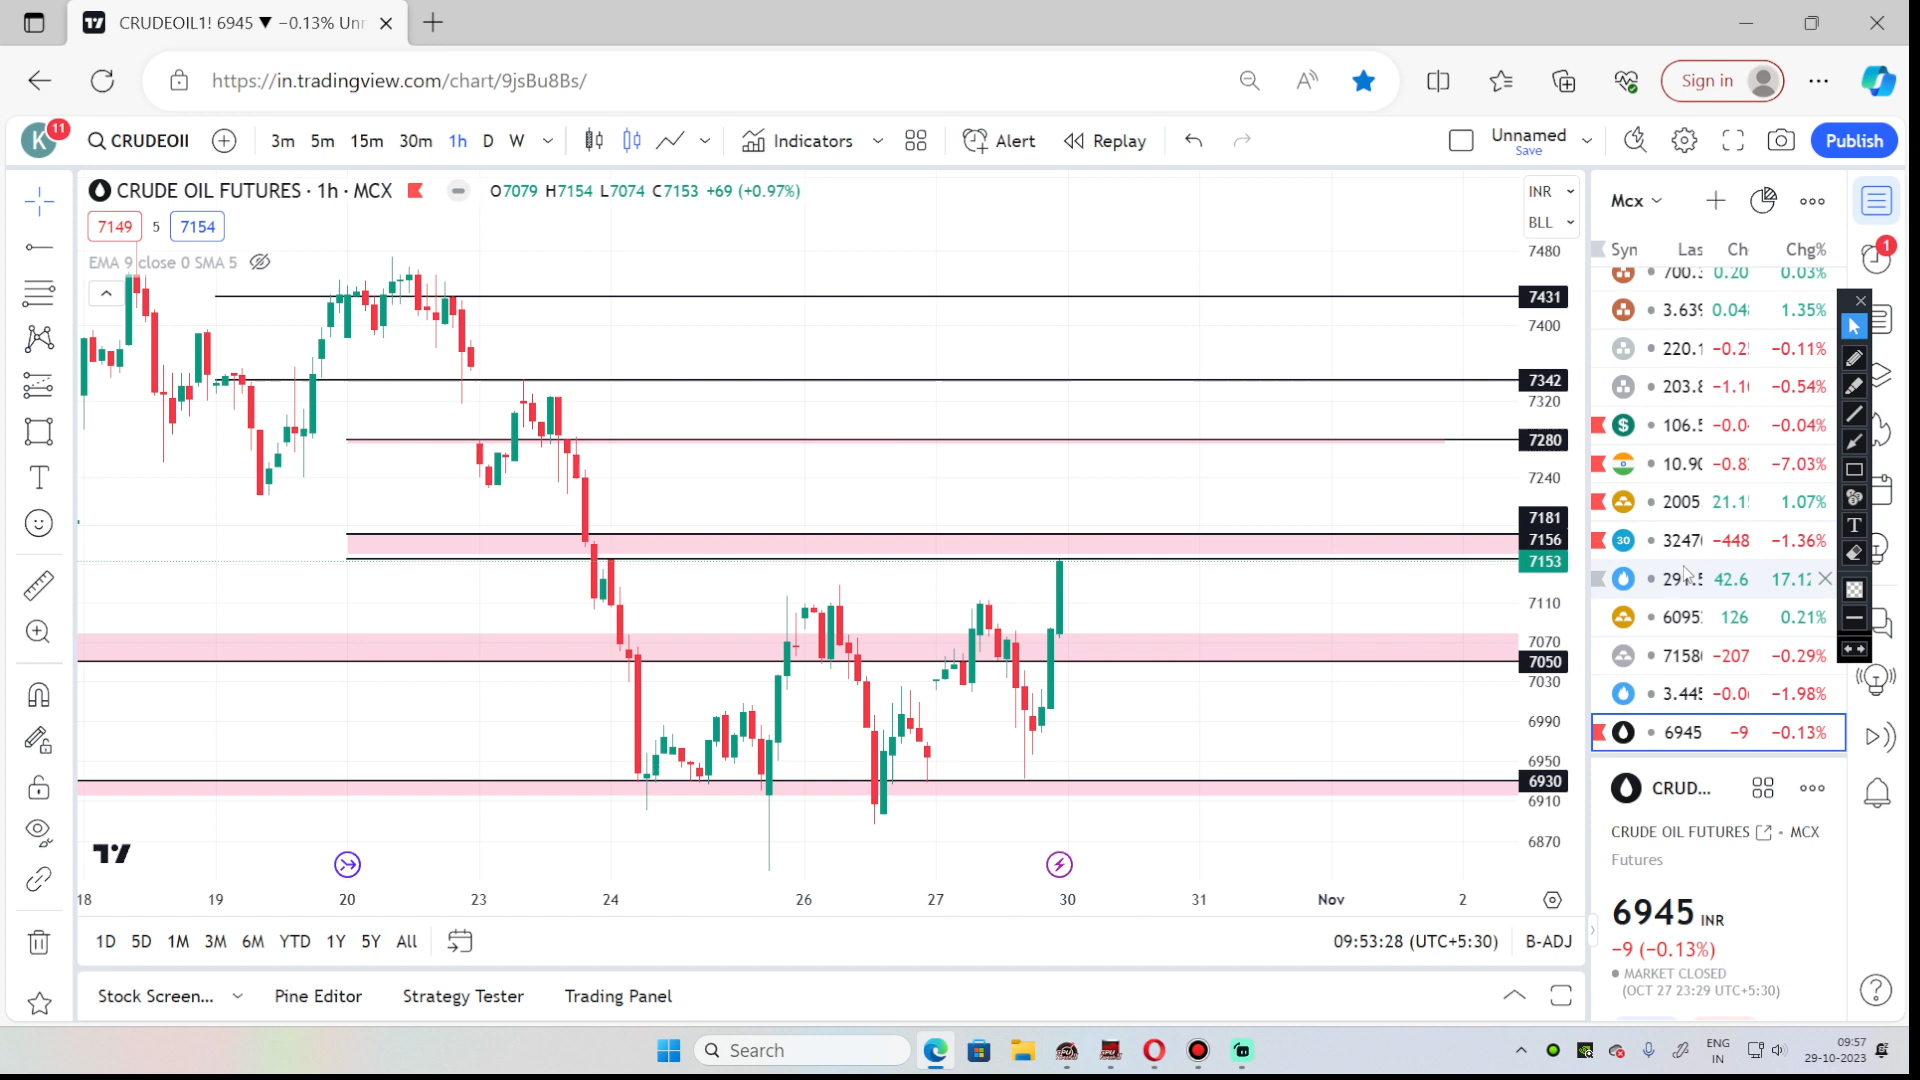 CRUDEOIL1! 6945 ▼ −0.13% Unn
https://in.tradingview.com/chart/9jsBu8Bs/
Sign in
K
11
CRUDEOII
3m 5m 15m 30m 1h D W
Indicators
Alert
Replay
Unnamed
Save
Publish
CRUDE OIL FUTURES · 1h · MCX
O7079 H7154 L7074 C7153 +69 (+0.97%)
7149 5 7154
EMA 9 close 0 SMA 5
INR
BLL
7480
7431
7400
7342
7320
7280
7240
7181
7156
7153
7110
7070
7050
7030
6990
6950
6930
6910
6870
18 19 20 23 24 26 27 30 31 Nov 2
1D 5D 1M 3M 6M YTD 1Y 5Y All
09:53:28 (UTC+5:30)
B-ADJ
Stock Screen...
Pine Editor
Strategy Tester
Trading Panel
Mcx
Syn Las Ch Chg%
700. 0.20 0.03%
3.639 0.04 1.35%
220.1 -0.2 -0.11%
203.8 -1.1 -0.54%
106.5 -0.0 -0.04%
10.90 -0.8 -7.03%
2005 21.1 1.07%
30 3247 -448 -1.36%
42.6 17.12
6095 126 0.21%
7158 -207 -0.29%
3.445 -0.0 -1.98%
6945 -9 -0.13%
1
T
CRUD...
CRUDE OIL FUTURES • MCX
Futures
6945 INR
−9 (−0.13%)
MARKET CLOSED
(OCT 27 23:29 UTC+5:30)
Search
ENG
IN
09:57
29-10-2023